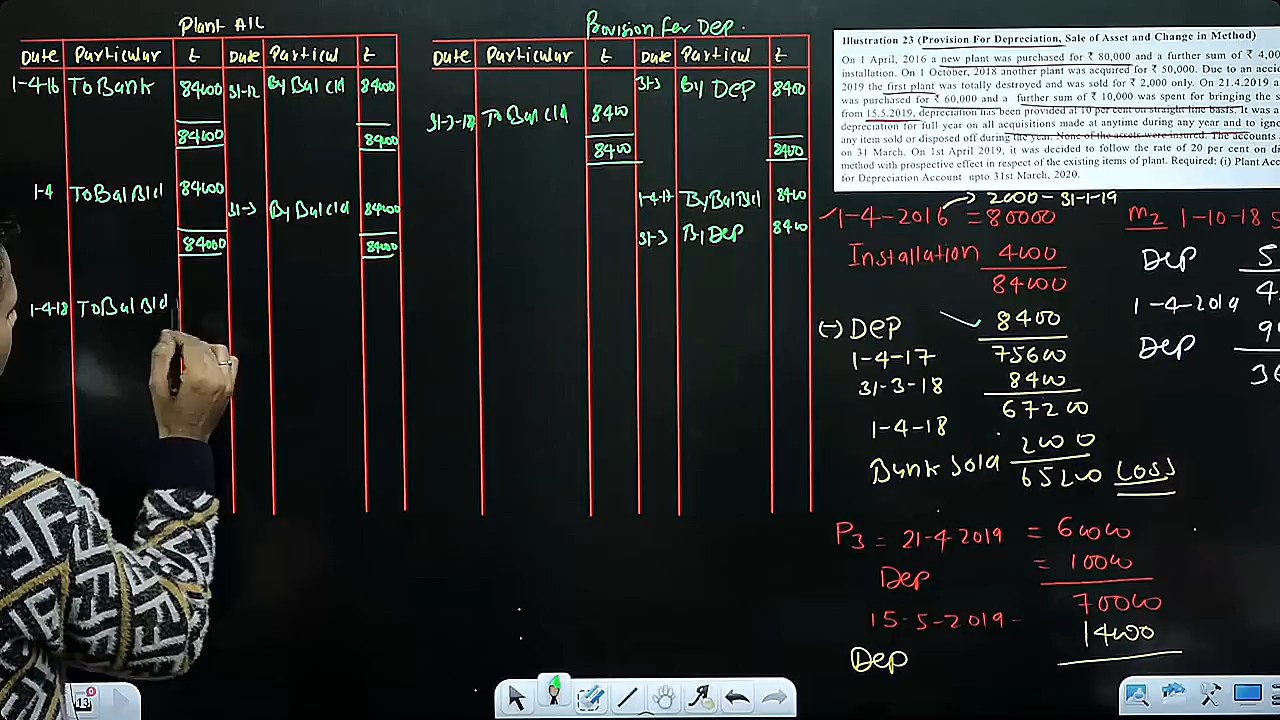 Plant A/C
Date Particular ₹ Date Particul ₹
1-4-16 To Bank 84000 31-12 By Bal c/d 84000
84000 84000
1-4 To Bal B/d 84000
31-3 By Bal c/d 84000
84000 84000
1-4-18 To Bal B/d
Provision for Dep.
Date Particular ₹ Date Particular ₹
31-3 By Dep 8400
31-3-18 To Bal c/d 8400
8400 8400
1-4-17 By Bal B/d 8400
31-3 By Dep 8400
Illustration 23 (Provision For Depreciation, Sale of Asset and Change in Method)
On 1 April, 2016 a new plant was purchased for ₹ 80,000 and a further sum of ₹ 4,00
installation. On 1 October, 2018 another plant was acquired for ₹ 50,000. Due to an accid
2019 the first plant was totally destroyed and was sold for ₹ 2,000 only. On 21.4.2019
was purchased for ₹ 60,000 and a further sum of ₹ 10,000 was spent for bringing the s
from 15.5.2019, depreciation has been provided at 10 per cent on straight line basis. It was a
depreciation for full year on all acquisitions made at anytime during any year and to igno
any item sold or disposed off during the year. None of the assets were insured. The accounts
on 31 March. On 1st April 2019, it was decided to follow the rate of 20 per cent on di
method with prospective effect in respect of the existing items of plant. Required: (i) Plant Acc
for Depreciation Account upto 31st March, 2020.
2000 - 31-1-19
1-4-2016 = 80000
Installation 4000
84000
(-) Dep 8400
1-4-17 75600
31-3-18 8400
1-4-18 67200
2000
Bank Sold 65200 Loss
M2 1-10-18 5
Dep 5
4
1-4-2019
9
Dep
36
P3 = 21-4 2019 = 60000
= 10000
Dep
70000
15-5-2019 -
14000
Dep
13